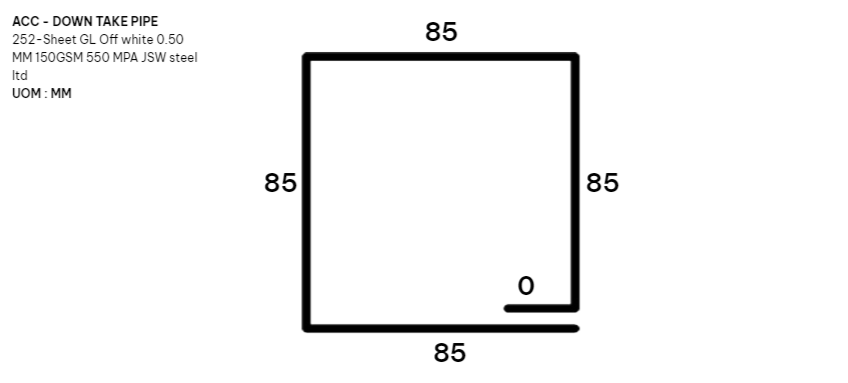 ACC - DOWN TAKE PIPE
252-Sheet GL Off white 0.50
MM 150GSM 550 MPA JSW steel
ltd
UOM : MM
85
85
85
0
85